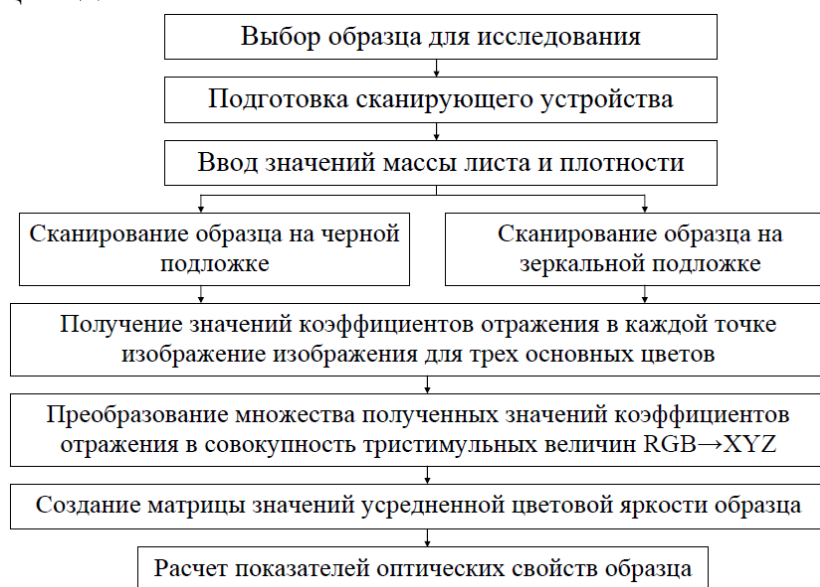 Выбор образца для исследования
Подготовка сканирующего устройства
Ввод значений массы листа и плотности
Сканирование образца на черной
подложке
Сканирование образца на
зеркальной подложке
Получение значений коэффициентов отражения в каждой точке
изображение изображения для трех основных цветов
Преобразование множества полученных значений коэффициентов
отражения в совокупность тристимульных величин RGB→XYZ
Создание матрицы значений усредненной цветовой яркости образца
Расчет показателей оптических свойств образца